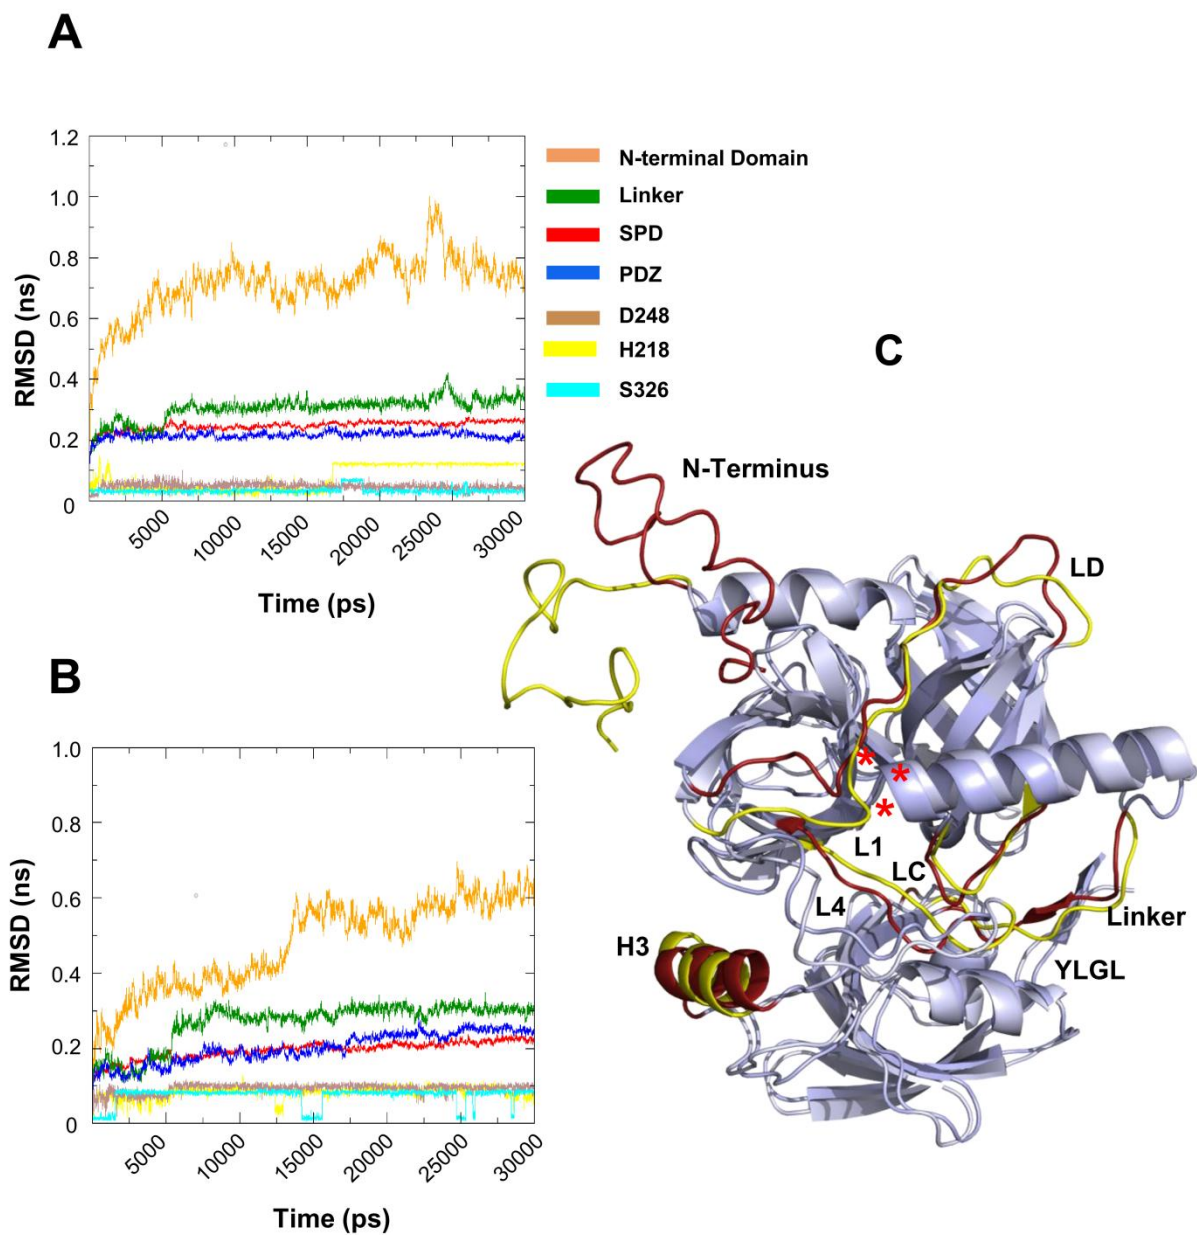 A
1.2
1.0
0.8
0.6
0.4
0.2
0
RMSD (ns)
5000
10000
15000
20000
25000
30000
Time (ps)
N-terminal Domain
Linker
SPD
PDZ
D248
H218
S326
B
1.0
0.8
0.6
0.4
0.2
0
RMSD (ns)
5000
10000
15000
20000
25000
30000
Time (ps)
C
N-Terminus
LD
*
*
*
L1
LC
L4
Linker
H3
YLGL